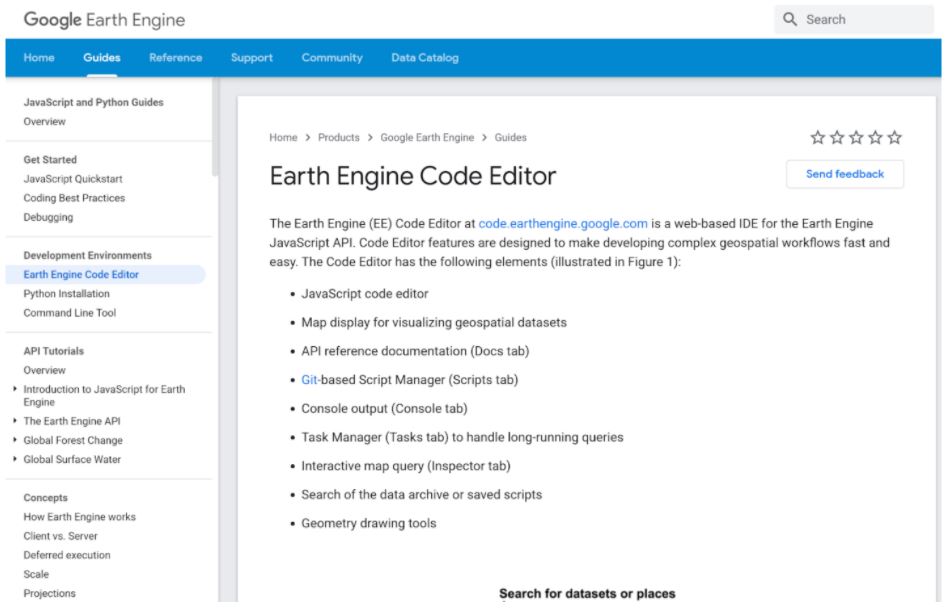 Google Earth Engine
Search
Home Guides Reference Support Community Data Catalog
JavaScript and Python Guides
Overview
Get Started
JavaScript Quickstart
Coding Best Practices
Debugging
Development Environments
Earth Engine Code Editor
Python Installation
Command Line Tool
API Tutorials
Overview
Introduction to JavaScript for Earth
Engine
The Earth Engine API
Global Forest Change
Global Surface Water
Concepts
How Earth Engine works
Client vs. Server
Deferred execution
Scale
Projections
Home > Products > Google Earth Engine > Guides
Earth Engine Code Editor
Send feedback
The Earth Engine (EE) Code Editor at code.earthengine.google.com is a web-based IDE for the Earth Engine
JavaScript API. Code Editor features are designed to make developing complex geospatial workflows fast and
easy. The Code Editor has the following elements (illustrated in Figure 1):
• JavaScript code editor
• Map display for visualizing geospatial datasets
• API reference documentation (Docs tab)
• Git-based Script Manager (Scripts tab)
• Console output (Console tab)
• Task Manager (Tasks tab) to handle long-running queries
• Interactive map query (Inspector tab)
• Search of the data archive or saved scripts
• Geometry drawing tools
Search for datasets or places